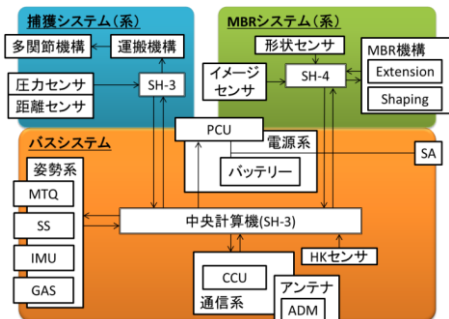 捕獲システム（系）
多関節機構
運搬機構
圧力センサ
距離センサ
SH-3
MBRシステム（系）
形状センサ
イメージ
センサ
SH-4
MBR機構
Extension
Shaping
バスシステム
PCU
電源系
バッテリー
SA
姿勢系
MTQ
SS
IMU
GAS
中央計算機(SH-3)
HKセンサ
CCU
通信系
アンテナ
ADM